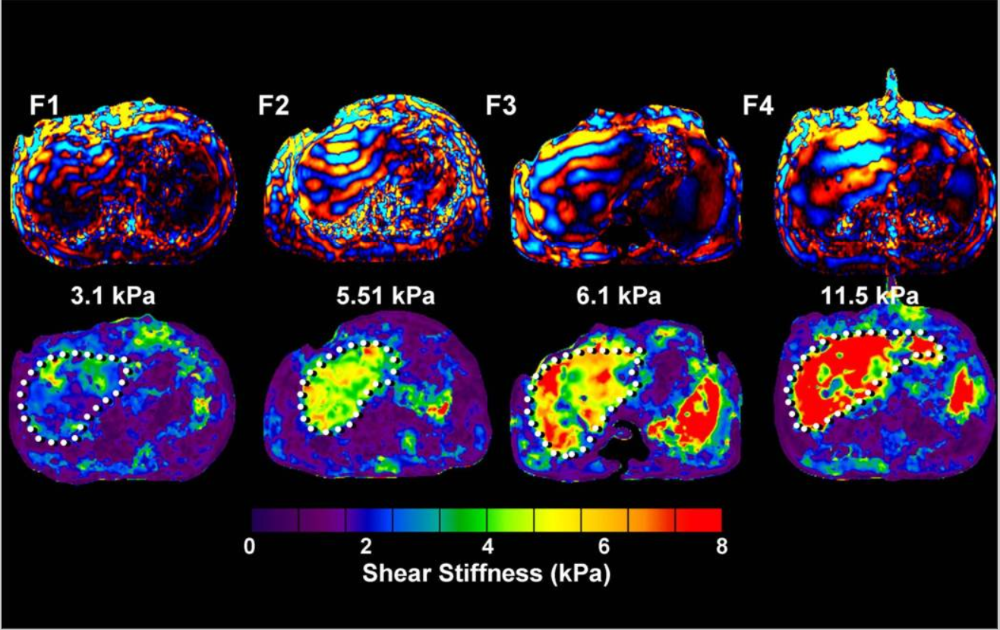 F1 F2 F3 F4
3.1 kPa 5.51 kPa 6.1 kPa 11.5 kPa
0 2 4 6 8
Shear Stiffness (kPa)